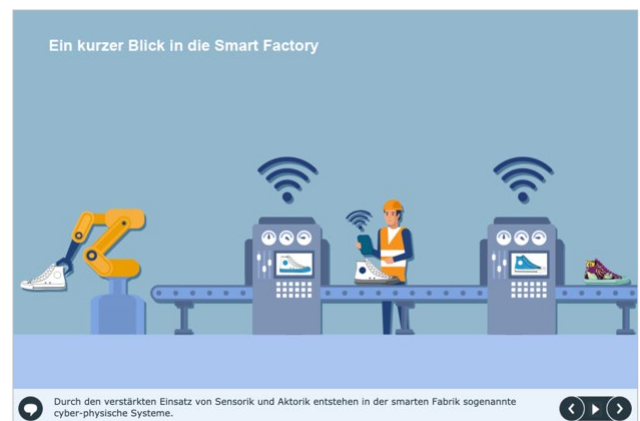 Ein kurzer Blick in die Smart Factory
Durch den verstärkten Einsatz von Sensorik und Aktorik entstehen in der smarten Fabrik sogenannte
cyber-physische Systeme.